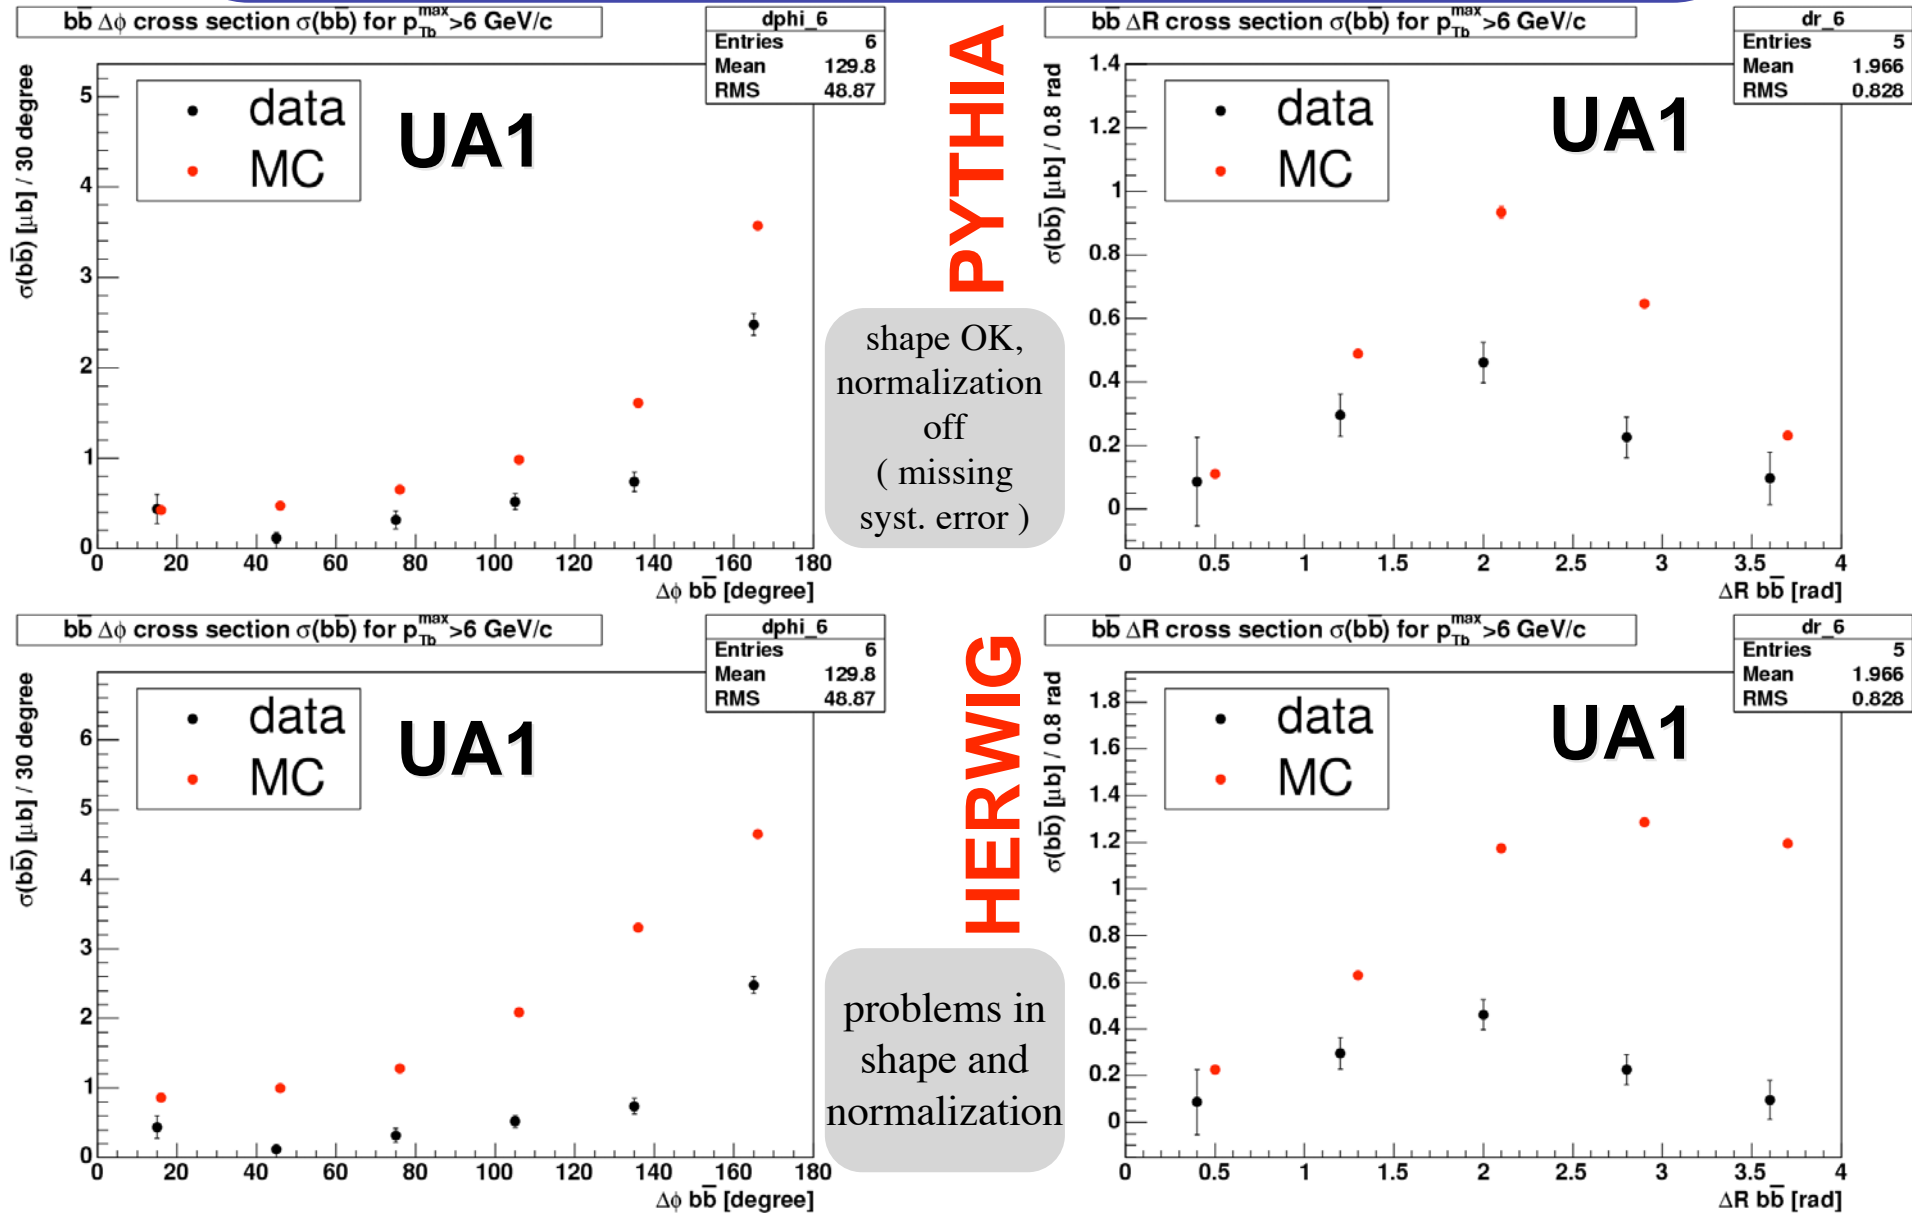 bb̅ Δϕ cross section σ(bb̅) for p_Tb^max>6 GeV/c
dphi_6
Entries 6
Mean 129.8
RMS 48.87
σ(bb̅) [μb] / 30 degree
5
4
3
2
1
0
data
MC
UA1
0 20 40 60 80 100 120 140 160 180
Δϕ bb̅ [degree]
PYTHIA
shape OK,
normalization
off
( missing
syst. error )
bb̅ ΔR cross section σ(bb̅) for p_Tb^max>6 GeV/c
dr_6
Entries 5
Mean 1.966
RMS 0.828
σ(bb̅) [μb] / 0.8 rad
1.4
1.2
1
0.8
0.6
0.4
0.2
0
data
MC
UA1
0 0.5 1 1.5 2 2.5 3 3.5 4
ΔR bb̅ [rad]
bb̅ Δϕ cross section σ(bb̅) for p_Tb^max>6 GeV/c
dphi_6
Entries 6
Mean 129.8
RMS 48.87
σ(bb̅) [μb] / 30 degree
6
5
4
3
2
1
0
data
MC
UA1
0 20 40 60 80 100 120 140 160 180
Δϕ bb̅ [degree]
HERWIG
problems in
shape and
normalization
bb̅ ΔR cross section σ(bb̅) for p_Tb^max>6 GeV/c
dr_6
Entries 5
Mean 1.966
RMS 0.828
σ(bb̅) [μb] / 0.8 rad
1.8
1.6
1.4
1.2
1
0.8
0.6
0.4
0.2
0
data
MC
UA1
0 0.5 1 1.5 2 2.5 3 3.5 4
ΔR bb̅ [rad]